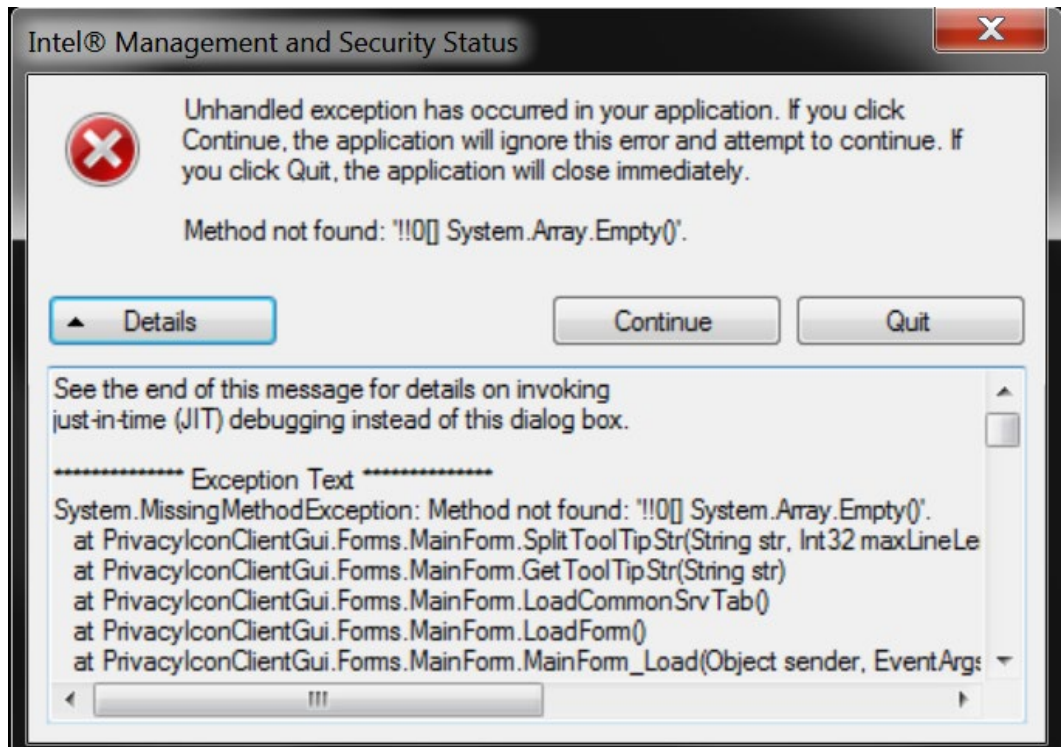 Intel® Management and Security Status
Unhandled exception has occurred in your application. If you click
Continue, the application will ignore this error and attempt to continue. If
you click Quit, the application will close immediately.
Method not found: '!!0[] System.Array.Empty()'.
Details
Continue
Quit
See the end of this message for details on invoking
just-in-time (JIT) debugging instead of this dialog box.
************** Exception Text **************
System.MissingMethodException: Method not found: '!!0[] System.Array.Empty()'.
at PrivacyIconClientGui.Forms.MainForm.SplitToolTipStr(String str, Int32 maxLineLe
at PrivacyIconClientGui.Forms.MainForm.GetToolTipStr(String str)
at PrivacyIconClientGui.Forms.MainForm.LoadCommonSrvTab()
at PrivacyIconClientGui.Forms.MainForm.LoadForm()
at PrivacyIconClientGui.Forms.MainForm.MainForm_Load(Object sender, EventArgs